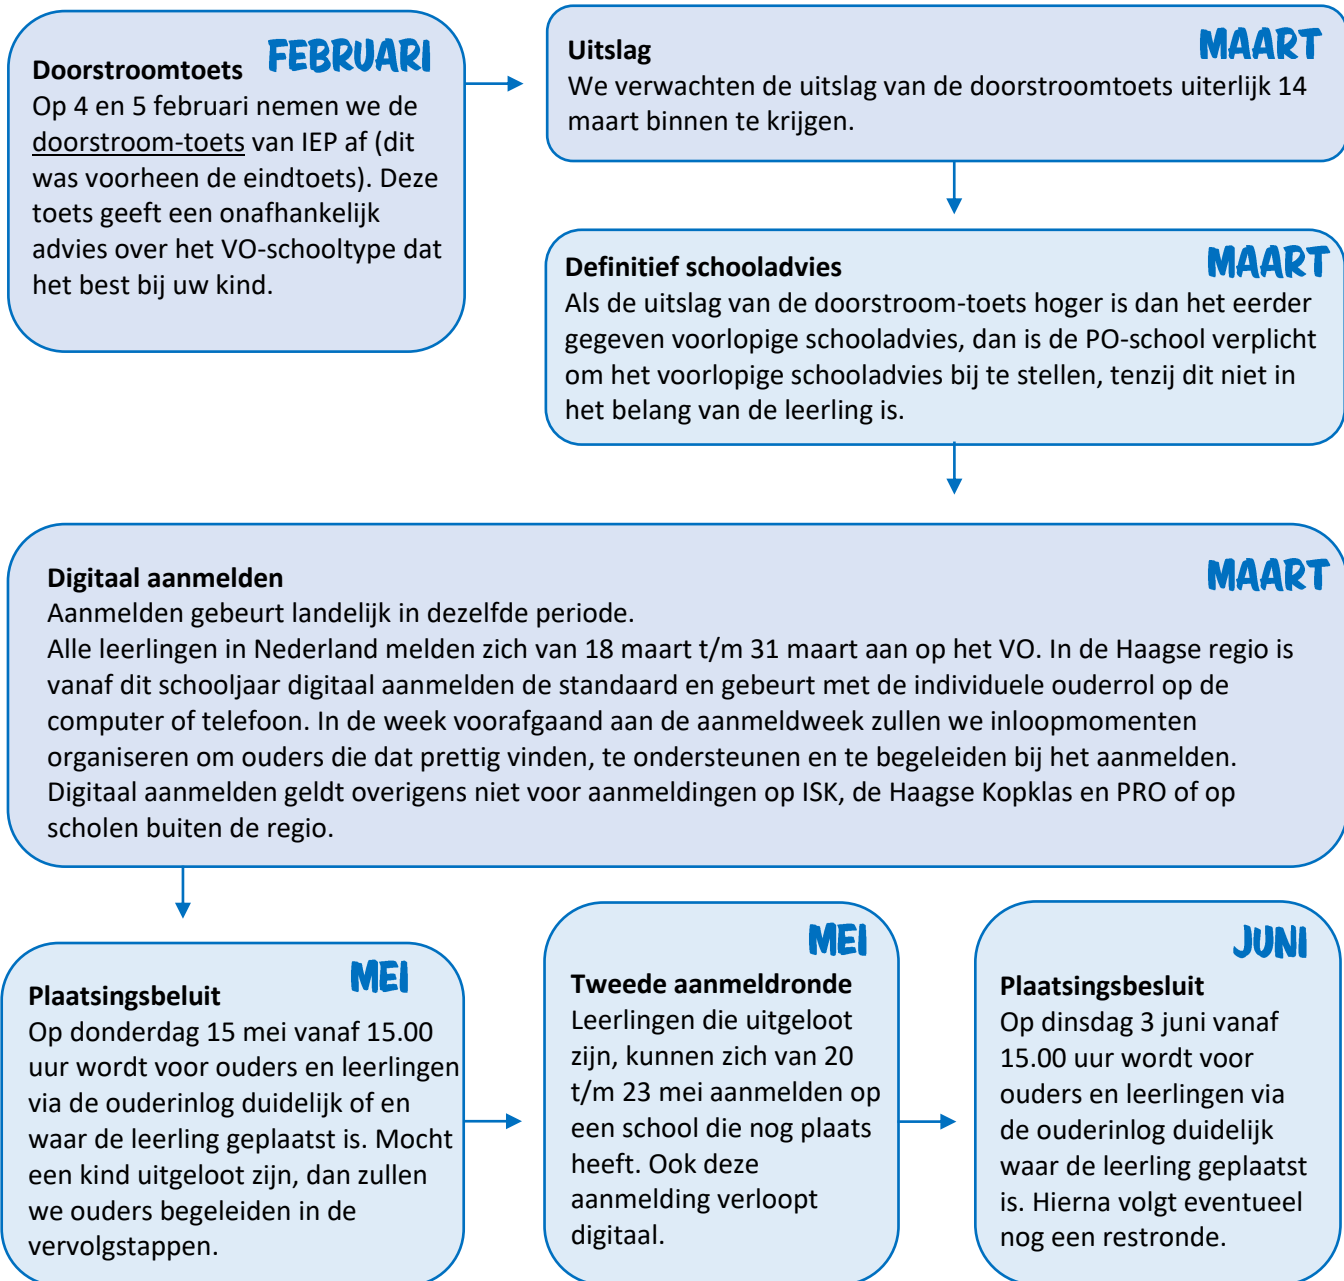 FEBRUARI
Doorstroomtoets
Op 4 en 5 februari nemen we de
doorstroom-toets van IEP af (dit
was voorheen de eindtoets). Deze
toets geeft een onafhankelijk
advies over het VO-schooltype dat
het best bij uw kind.
MAART
Uitslag
We verwachten de uitslag van de doorstroomtoets uiterlijk 14
maart binnen te krijgen.
MAART
Definitief schooladvies
Als de uitslag van de doorstroom-toets hoger is dan het eerder
gegeven voorlopige schooladvies, dan is de PO-school verplicht
om het voorlopige schooladvies bij te stellen, tenzij dit niet in
het belang van de leerling is.
MAART
Digitaal aanmelden
Aanmelden gebeurt landelijk in dezelfde periode.
Alle leerlingen in Nederland melden zich van 18 maart t/m 31 maart aan op het VO. In de Haagse regio is
vanaf dit schooljaar digitaal aanmelden de standaard en gebeurt met de individuele ouderrol op de
computer of telefoon. In de week voorafgaand aan de aanmeldweek zullen we inloopmomenten
organiseren om ouders die dat prettig vinden, te ondersteunen en te begeleiden bij het aanmelden.
Digitaal aanmelden geldt overigens niet voor aanmeldingen op ISK, de Haagse Kopklas en PRO of op
scholen buiten de regio.
MEI
Plaatsingsbeluit
Op donderdag 15 mei vanaf 15.00
uur wordt voor ouders en leerlingen
via de ouderinlog duidelijk of en
waar de leerling geplaatst is. Mocht
een kind uitgeloot zijn, dan zullen
we ouders begeleiden in de
vervolgstappen.
MEI
Tweede aanmeldronde
Leerlingen die uitgeloot
zijn, kunnen zich van 20
t/m 23 mei aanmelden op
een school die nog plaats
heeft. Ook deze
aanmelding verloopt
digitaal.
JUNI
Plaatsingsbesluit
Op dinsdag 3 juni vanaf
15.00 uur wordt voor
ouders en leerlingen via
de ouderinlog duidelijk
waar de leerling geplaatst
is. Hierna volgt eventueel
nog een restronde.